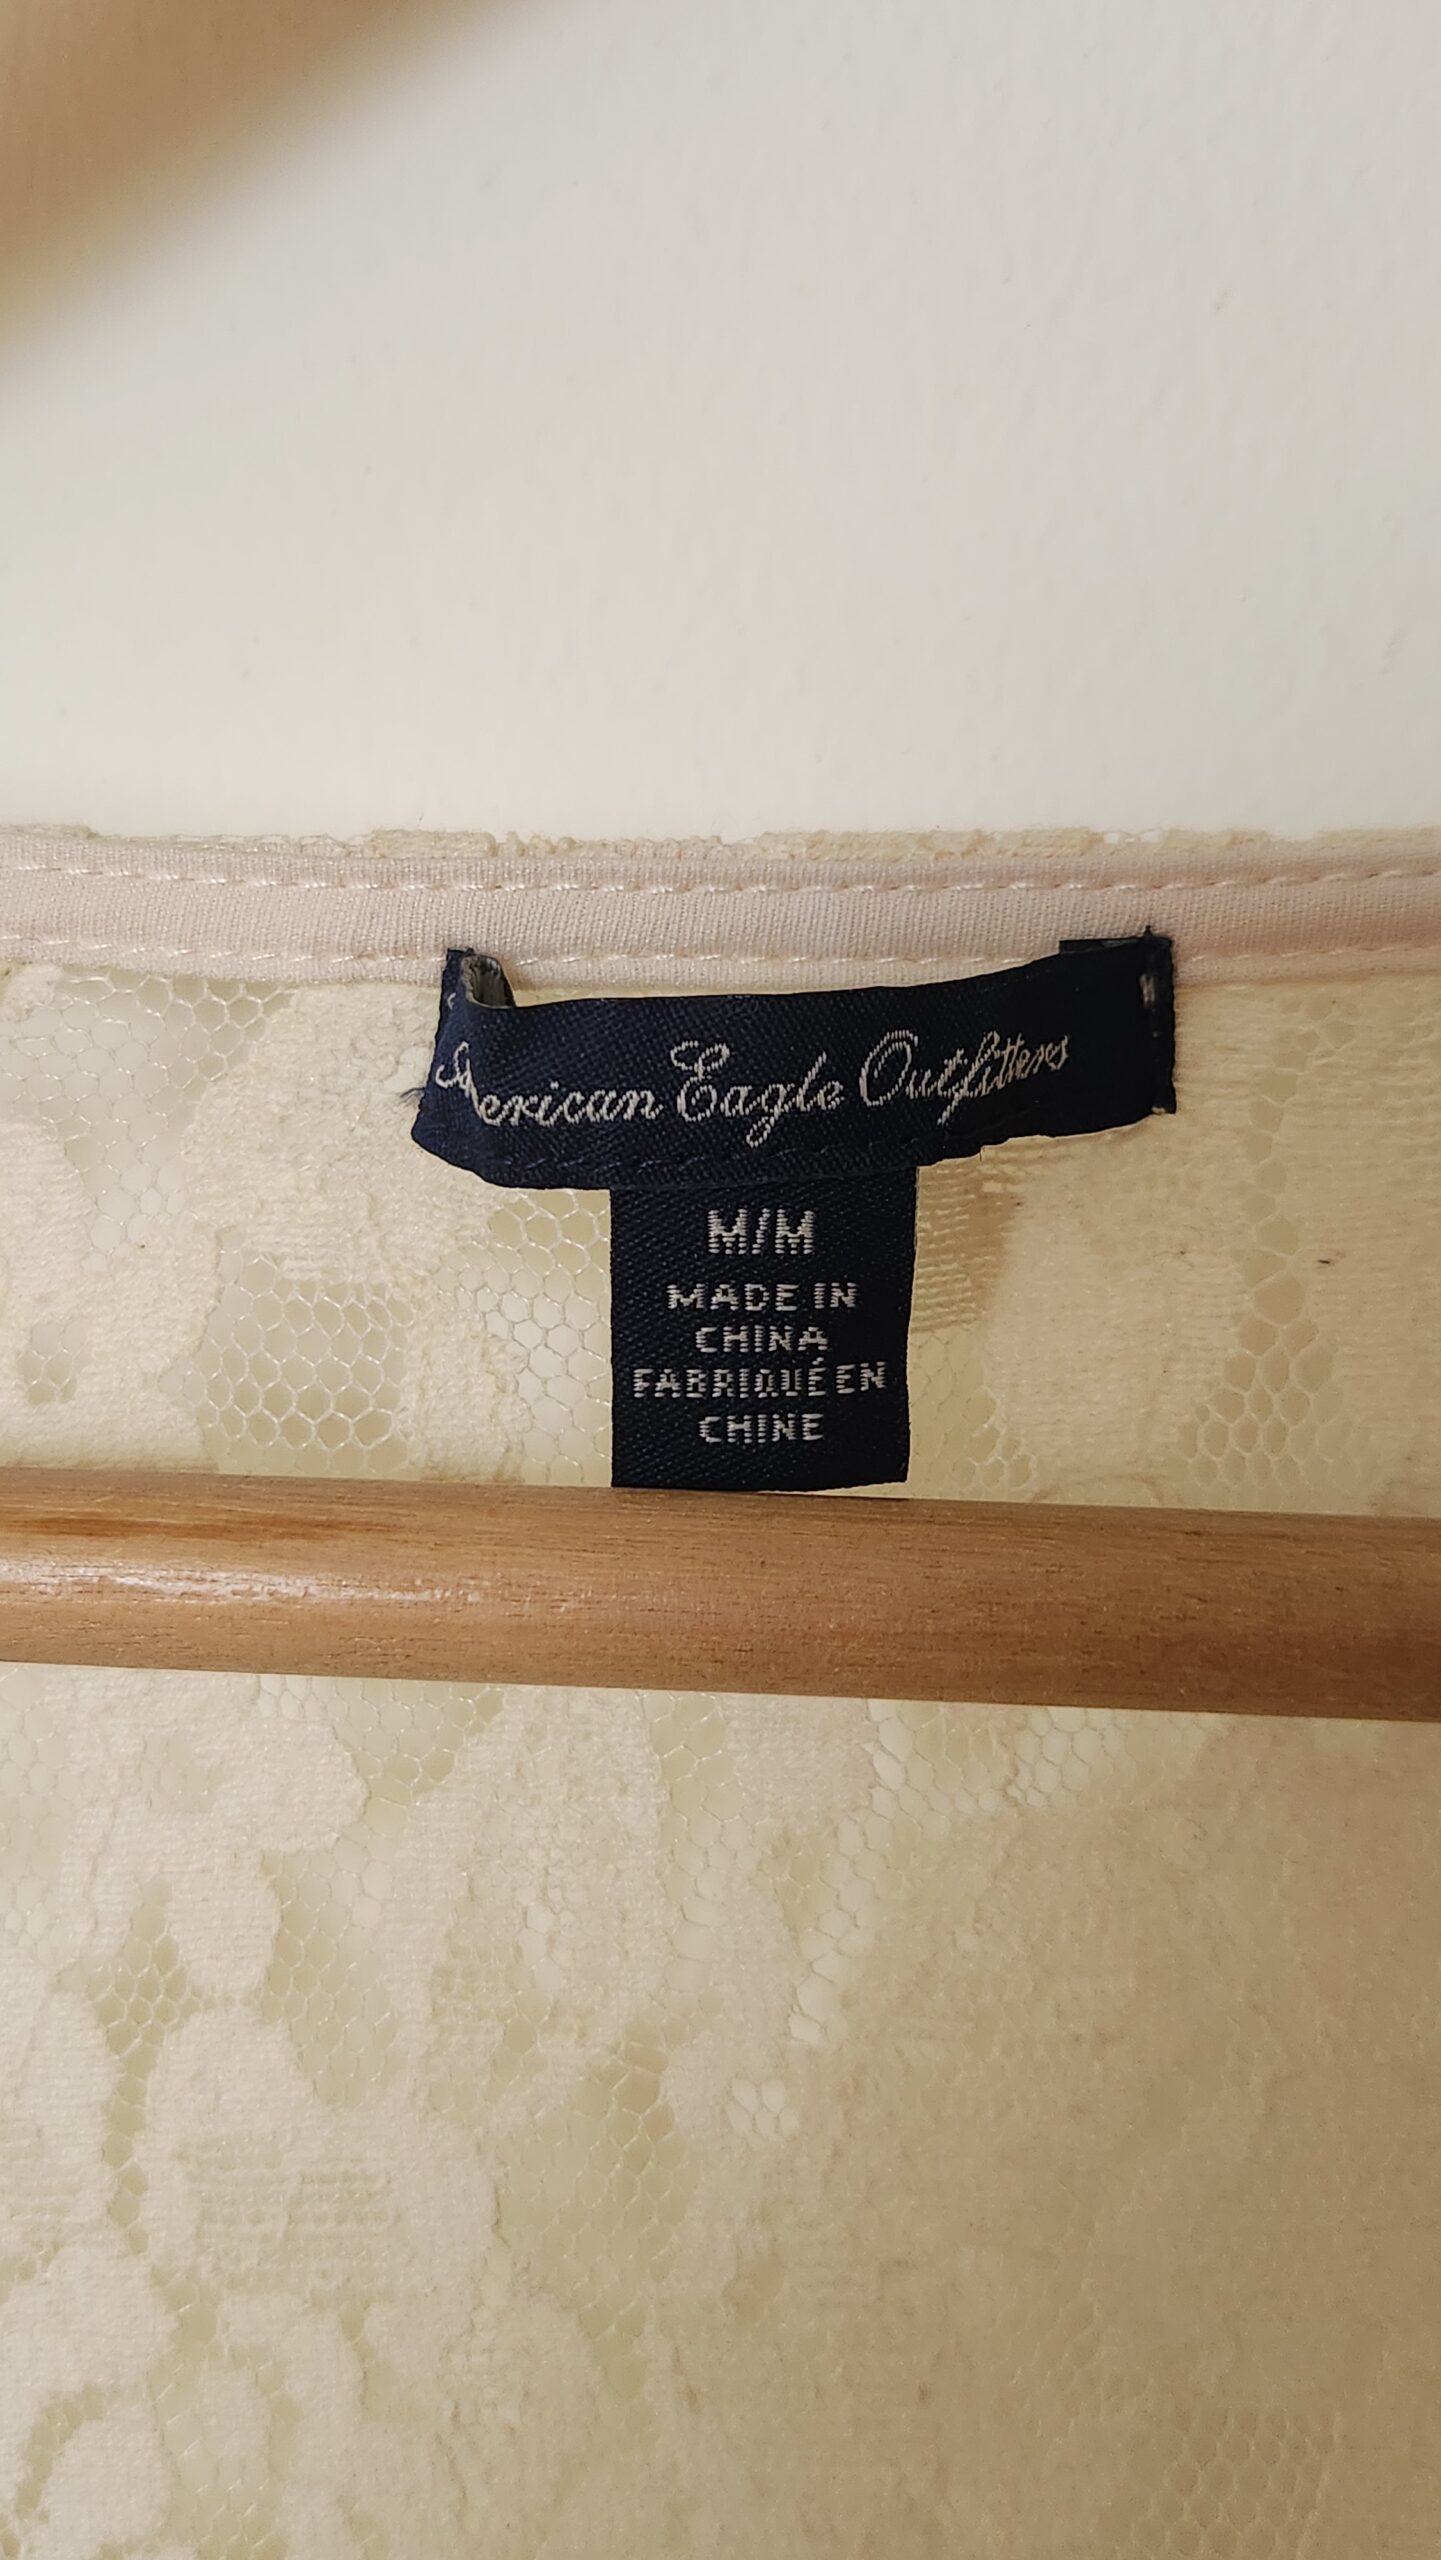 American Eagle Outfitters
M/M
MADE IN
CHINA
FABRIQUÉ EN
CHINE